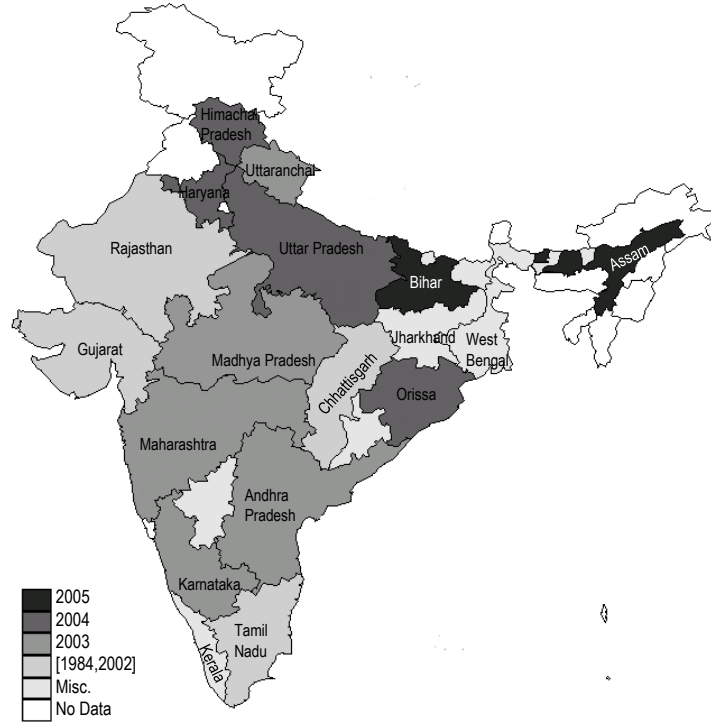 Himachal
Pradesh
Uttaranchal
Haryana
Rajasthan
Uttar Pradesh
Assam
Bihar
Gujarat
Jharkhand
West
Bengal
Madhya Pradesh
Chhattisgarh
Orissa
Maharashtra
Andhra
Pradesh
Karnataka
Tamil
Nadu
Kerala
2005
2004
2003
[1984,2002]
Misc.
No Data